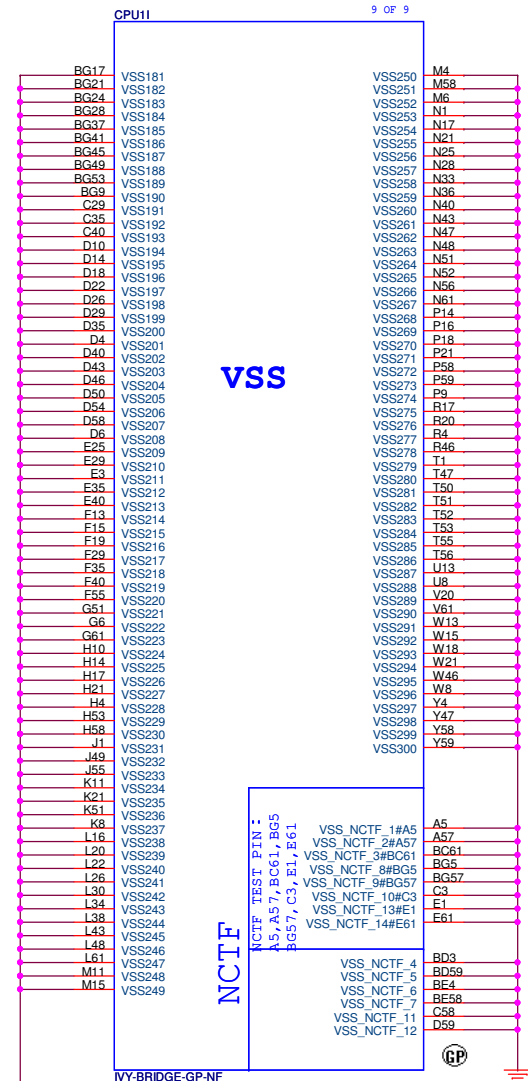 CPU1I
9 OF 9
BG17 VSS181 VSS250 M4
BG21 VSS182 VSS251 M58
BG24 VSS183 VSS252 M6
BG28 VSS184 VSS253 N1
BG37 VSS185 VSS254 N17
BG41 VSS186 VSS255 N21
BG45 VSS187 VSS256 N25
BG49 VSS188 VSS257 N28
BG53 VSS189 VSS258 N33
BG9 VSS190 VSS259 N36
C29 VSS191 VSS260 N40
C35 VSS192 VSS261 N43
C40 VSS193 VSS262 N47
D10 VSS194 VSS263 N48
D14 VSS195 VSS264 N51
D18 VSS196 VSS265 N52
D22 VSS197 VSS266 N56
D26 VSS198 VSS267 N61
D29 VSS199 VSS268 P14
D35 VSS200 VSS269 P16
D4 VSS201 VSS270 P18
D40 VSS202 VSS271 P21
D43 VSS203 VSS272 P58
D46 VSS204 VSS273 P59
D50 VSS205 VSS274 P9
D54 VSS206 VSS275 R17
D58 VSS207 VSS276 R20
D6 VSS208 VSS277 R4
E25 VSS209 VSS278 R46
E29 VSS210 VSS279 T1
E3 VSS211 VSS280 T47
E35 VSS212 VSS281 T50
E40 VSS213 VSS282 T51
F13 VSS214 VSS283 T52
F15 VSS215 VSS284 T53
F19 VSS216 VSS285 T55
F29 VSS217 VSS286 T56
F35 VSS218 VSS287 U13
F40 VSS219 VSS288 U8
F55 VSS220 VSS289 V20
G51 VSS221 VSS290 V61
G6 VSS222 VSS291 W13
G61 VSS223 VSS292 W15
H10 VSS224 VSS293 W18
H14 VSS225 VSS294 W21
H17 VSS226 VSS295 W46
H21 VSS227 VSS296 W8
H4 VSS228 VSS297 Y4
H53 VSS229 VSS298 Y47
H58 VSS230 VSS299 Y58
J1 VSS231 VSS300 Y59
J49 VSS232
J55 VSS233
K11 VSS234
K21 VSS235
K51 VSS236
K8 VSS237
L16 VSS238
L20 VSS239
L22 VSS240
L26 VSS241
L30 VSS242
L34 VSS243
L38 VSS244
L43 VSS245
L48 VSS246
L61 VSS247
M11 VSS248
M15 VSS249
VSS
NCTF
NCTF TEST PIN:
A5,A57,BC61,BG5
BG57,C3,E1,E61
VSS_NCTF_1#A5 A5
VSS_NCTF_2#A57 A57
VSS_NCTF_3#BC61 BC61
VSS_NCTF_8#BG5 BG5
VSS_NCTF_9#BG57 BG57
VSS_NCTF_10#C3 C3
VSS_NCTF_13#E1 E1
VSS_NCTF_14#E61 E61
VSS_NCTF_4 BD3
VSS_NCTF_5 BD59
VSS_NCTF_6 BE4
VSS_NCTF_7 BE58
VSS_NCTF_11 C58
VSS_NCTF_12 D59
GP
IVY-BRIDGE-GP-NF